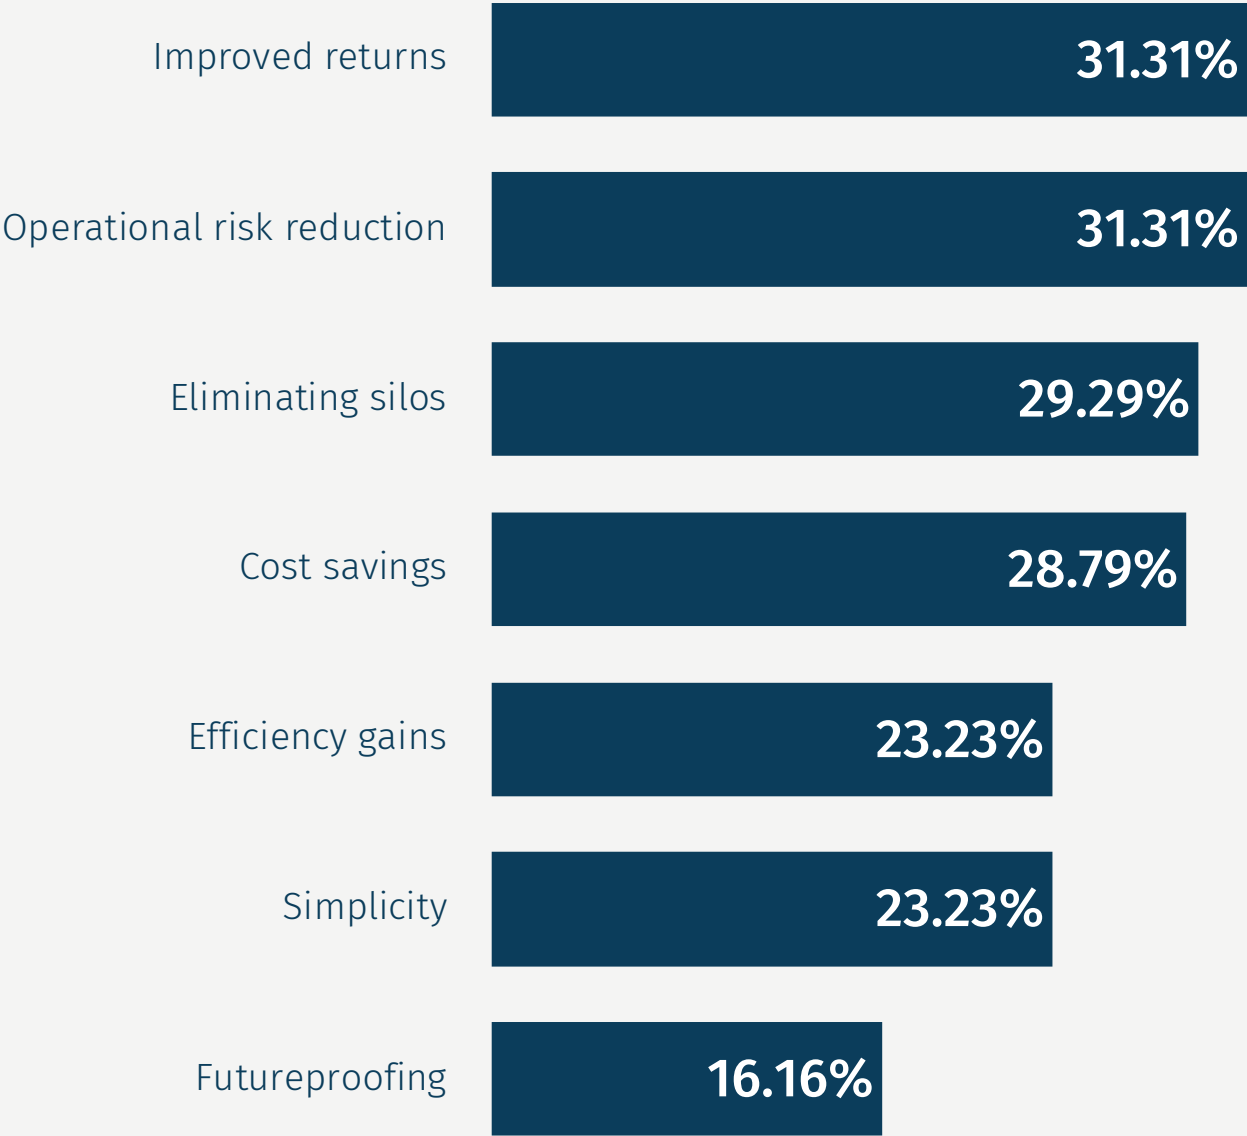 Improved returns 31.31%
Operational risk reduction 31.31%
Eliminating silos 29.29%
Cost savings 28.79%
Efficiency gains 23.23%
Simplicity 23.23%
Futureproofing 16.16%